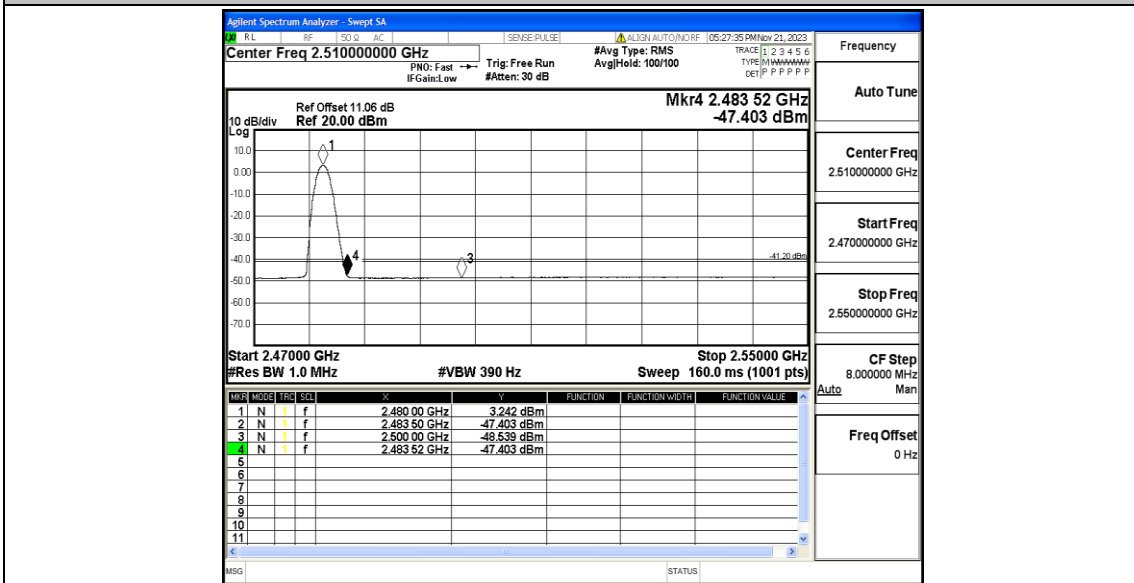 Agilent Spectrum Analyzer - Swept SA
RL RF 50 Ω AC SENSE:PULSE ALIGN AUTO/NO RF 05:27:35 PM Nov 21, 2023
Center Freq 2.510000000 GHz
PNO: Fast
IFGain:Low
Trig: Free Run
#Atten: 30 dB
#Avg Type: RMS
Avg|Hold: 100/100
TRACE 1 2 3 4 5 6
TYPE M W W W W W
DET P P P P P P
Ref Offset 11.06 dB
10 dB/div Ref 20.00 dBm
Log
Mkr4 2.483 52 GHz
-47.403 dBm
10.0
0.00
-10.0
-20.0
-30.0
-40.0
-50.0
-60.0
-70.0
1
4
3
-41.20 dBm
Start 2.47000 GHz Stop 2.55000 GHz
#Res BW 1.0 MHz #VBW 390 Hz Sweep 160.0 ms (1001 pts)
MKR MODE TRC SCL X Y FUNCTION FUNCTION WIDTH FUNCTION VALUE
1 N 1 f 2.480 00 GHz 3.242 dBm
2 N 1 f 2.483 50 GHz -47.403 dBm
3 N 1 f 2.500 00 GHz -48.539 dBm
4 N 1 f 2.483 52 GHz -47.403 dBm
5
6
7
8
9
10
11
MSG STATUS
Frequency
Auto Tune
Center Freq
2.510000000 GHz
Start Freq
2.470000000 GHz
Stop Freq
2.550000000 GHz
CF Step
8.000000 MHz
Auto Man
Freq Offset
0 Hz